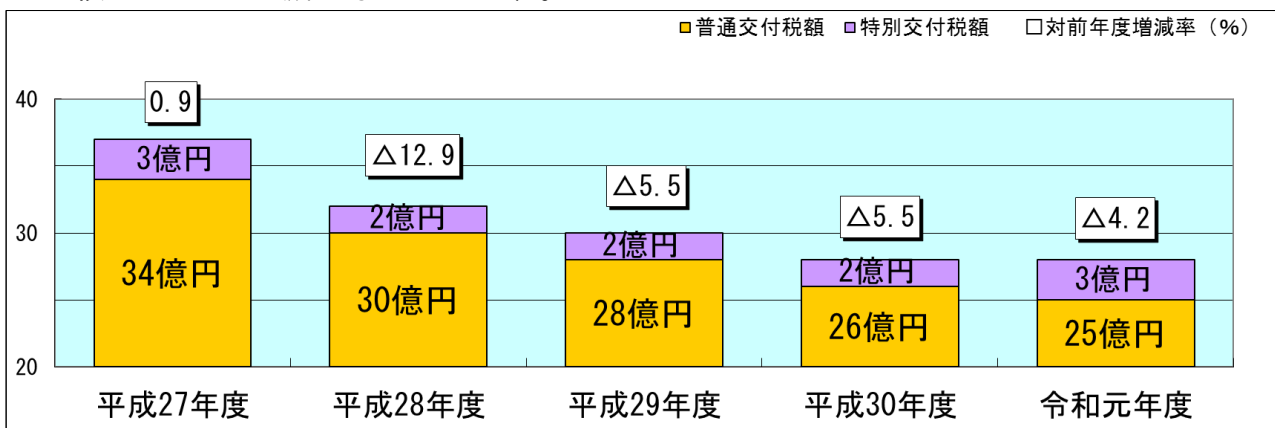 ■普通交付税額 ■特別交付税額 □対前年度増減率（%）
40
30
20
0.9
△12.9
△5.5
△5.5
△4.2
3億円
2億円
2億円
2億円
3億円
34億円
30億円
28億円
26億円
25億円
平成27年度 平成28年度 平成29年度 平成30年度 令和元年度